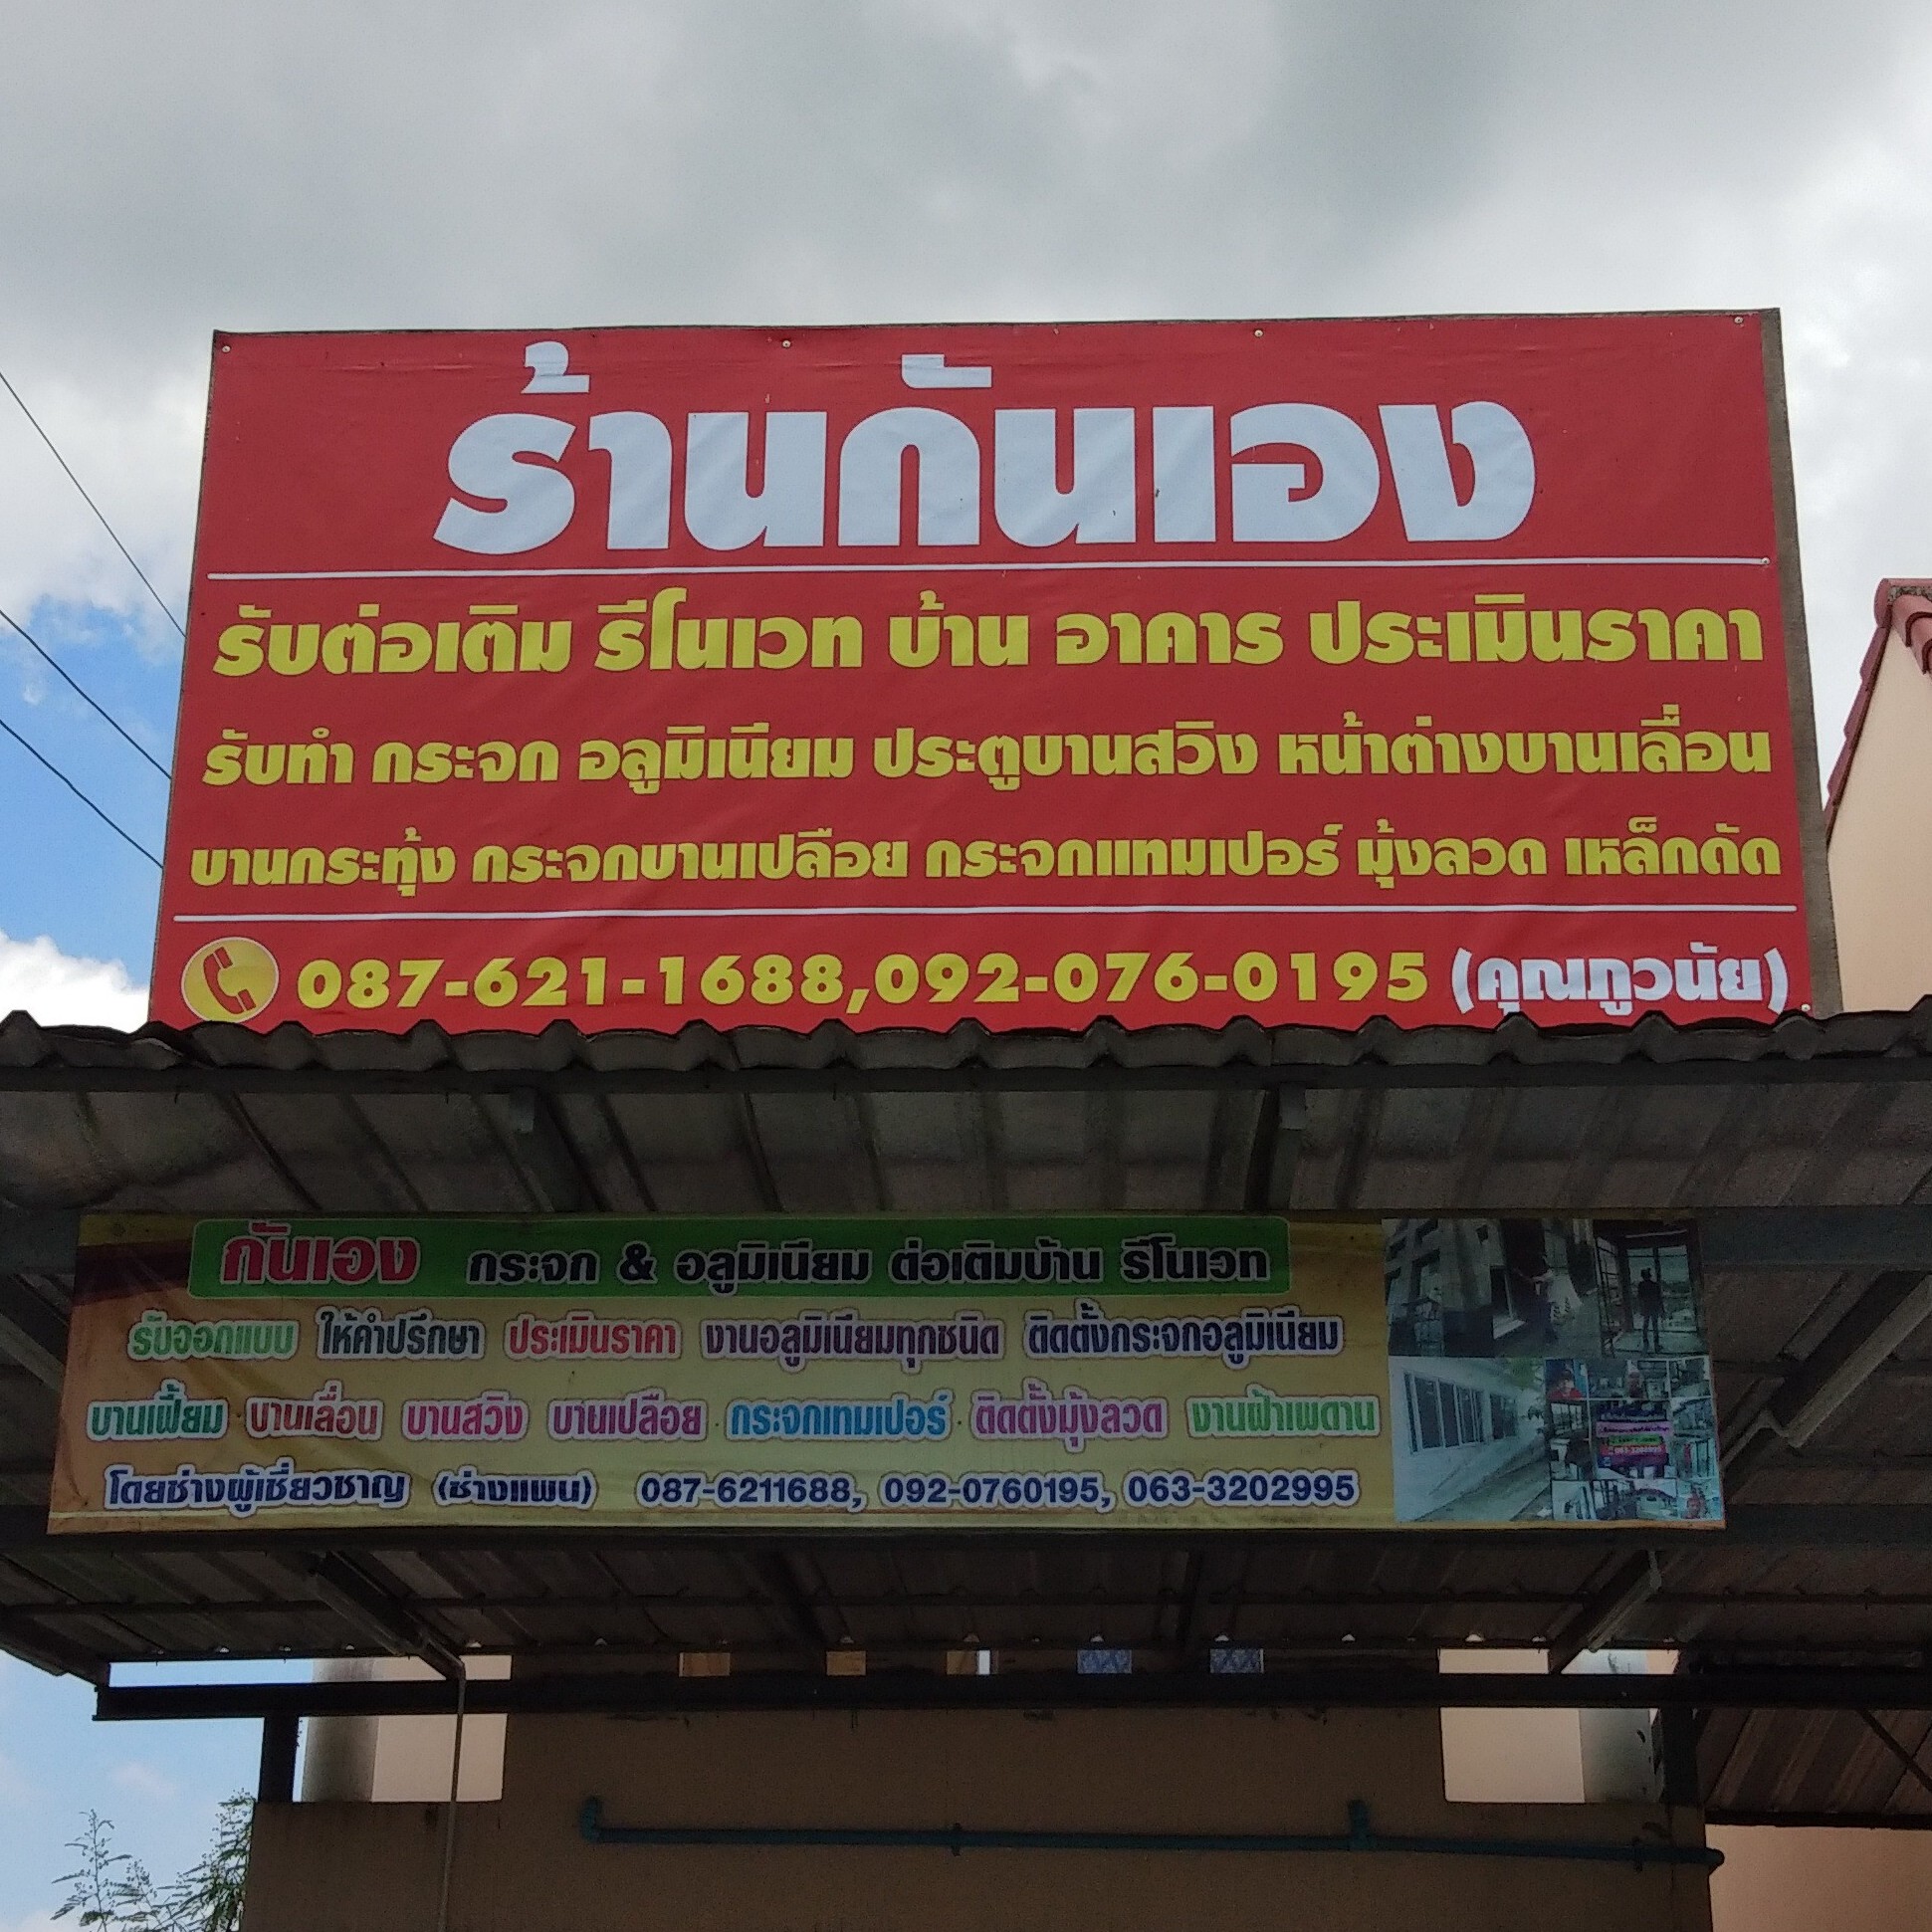 ร้านกันเอง
รับต่อเติม รีโนเวท บ้าน อาคาร ประเมินราคา
รับทำ กระจก อลูมิเนียม ประตูบานสวิง หน้าต่างบานเลื่อน
บานกระทุ้ง กระจกบานเปลือย กระจกแทมเปอร์ มุ้งลวด เหล็กดัด
087-621-1688,092-076-0195 (คุณภูวนัย)
กันเอง กระจก & อลูมิเนียม ต่อเติมบ้าน รีโนเวท
รับออกแบบ ให้คำปรึกษา ประเมินราคา งานอลูมิเนียมทุกชนิด ติดตั้งกระจกอลูมิเนียม
บานเฟี้ยม บานเลื่อน บานสวิง บานเปลือย กระจกเทมเปอร์ ติดตั้งมุ้งลวด งานฝ้าเพดาน
โดยช่างผู้เชี่ยวชาญ (ช่างแพน) 087-6211688, 092-0760195, 063-3202995